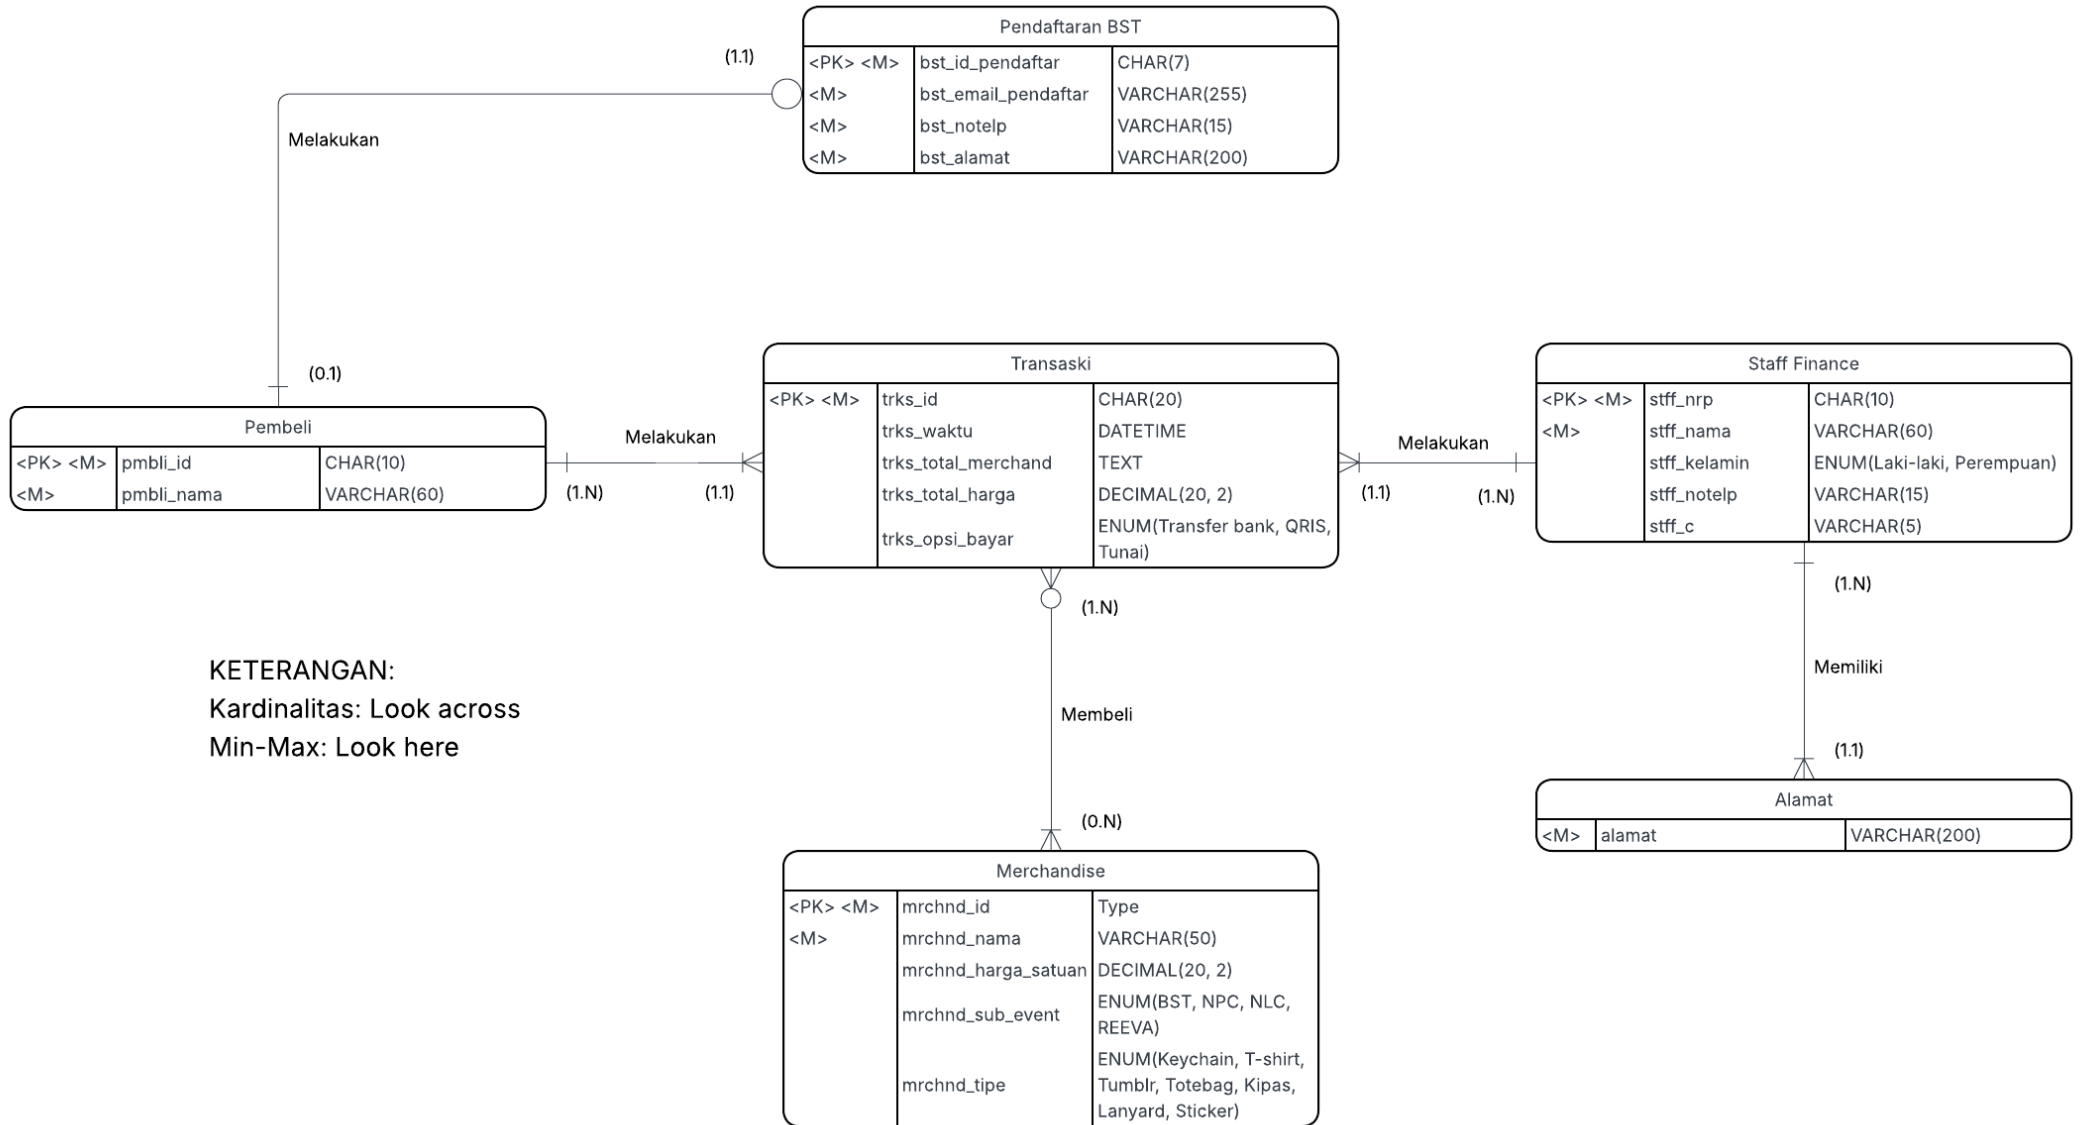 Pendaftaran BST
(1.1)
<PK> <M> bst_id_pendaftar CHAR(7)
<M> bst_email_pendaftar VARCHAR(255)
<M> bst_notelp VARCHAR(15)
<M> bst_alamat VARCHAR(200)
Melakukan
(0.1)
Pembeli
<PK> <M> pmbli_id CHAR(10)
<M> pmbli_nama VARCHAR(60)
Melakukan
(1.N) (1.1)
Transaski
<PK> <M> trks_id CHAR(20)
trks_waktu DATETIME
trks_total_merchand TEXT
trks_total_harga DECIMAL(20, 2)
trks_opsi_bayar ENUM(Transfer bank, QRIS,
Tunai)
Melakukan
(1.1) (1.N)
Staff Finance
<PK> <M> stff_nrp CHAR(10)
<M> stff_nama VARCHAR(60)
stff_kelamin ENUM(Laki-laki, Perempuan)
stff_notelp VARCHAR(15)
stff_c VARCHAR(5)
(1.N)
Memiliki
(1.1)
Alamat
<M> alamat VARCHAR(200)
(1.N)
Membeli
(0.N)
KETERANGAN:
Kardinalitas: Look across
Min-Max: Look here
Merchandise
<PK> <M> mrchnd_id Type
<M> mrchnd_nama VARCHAR(50)
mrchnd_harga_satuan DECIMAL(20, 2)
mrchnd_sub_event ENUM(BST, NPC, NLC,
REEVA)
mrchnd_tipe ENUM(Keychain, T-shirt,
Tumblr, Totebag, Kipas,
Lanyard, Sticker)